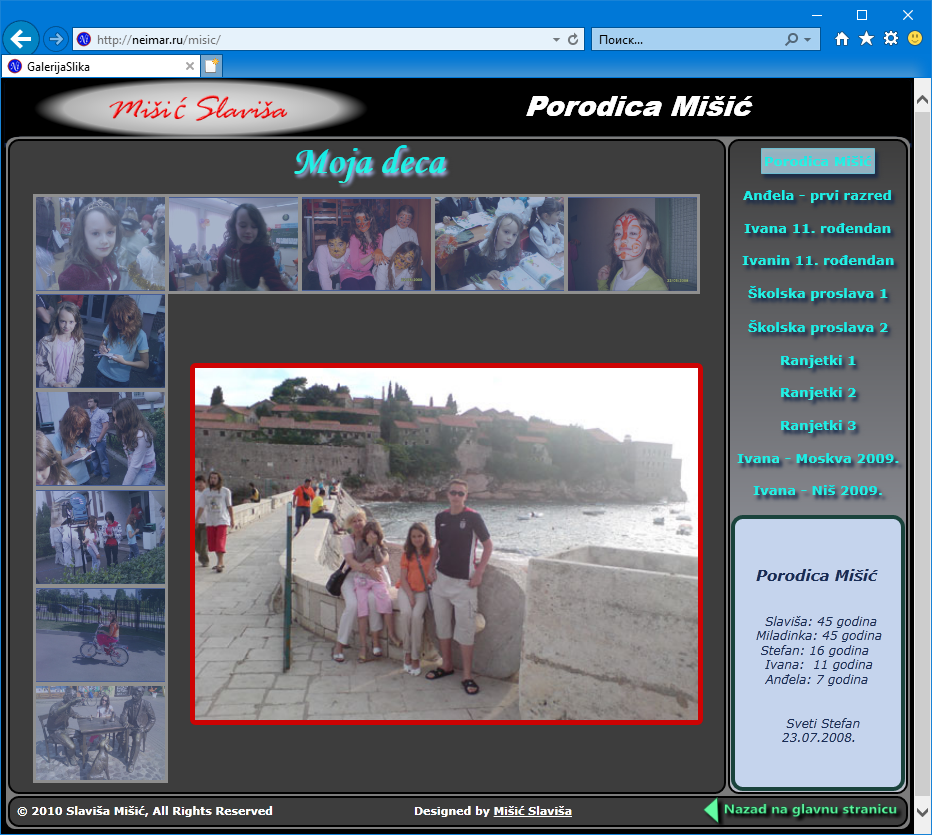 http://neimar.ru/misic/
Поиск...
GalerijaSlika
Mišić Slaviša
Porodica Mišić
Moja deca
Porodica Mišić
Anđela - prvi razred
Ivana 11. rođendan
Ivanin 11. rođendan
Školska proslava 1
Školska proslava 2
Ranjetki 1
Ranjetki 2
Ranjetki 3
Ivana - Moskva 2009.
Ivana - Niš 2009.
Porodica Mišić
Slaviša: 45 godina
Miladinka: 45 godina
Stefan: 16 godina
Ivana: 11 godina
Anđela: 7 godina
Sveti Stefan
23.07.2008.
© 2010 Slaviša Mišić, All Rights Reserved
Designed by Mišić Slaviša
Nazad na glavnu stranicu